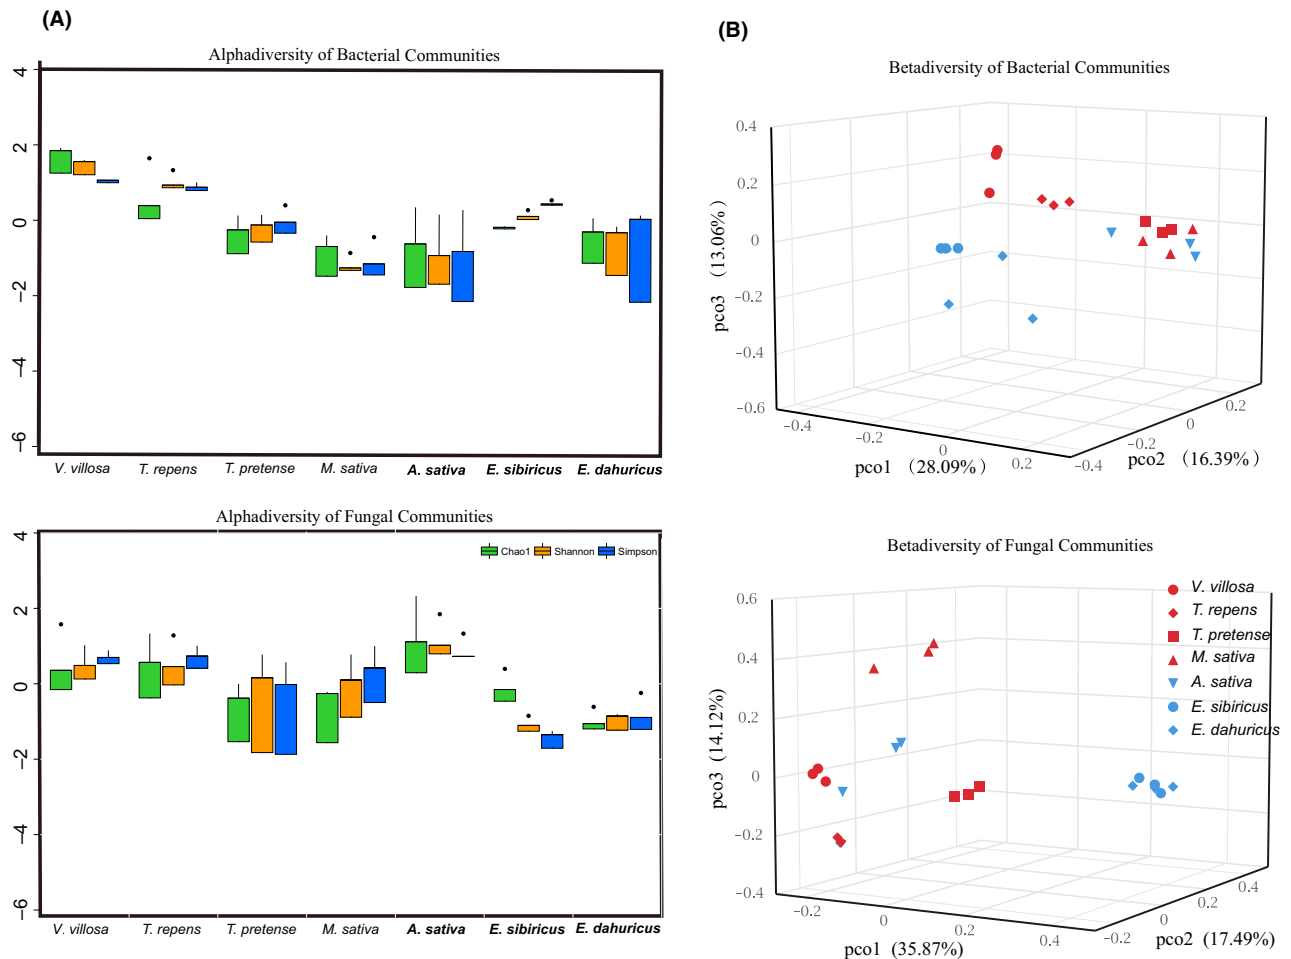 (A)
Alphadiversity of Bacterial Communities
4
2
0
−2
−4
−6
V. villosa T. repens T. pretense M. sativa A. sativa E. sibiricus E. dahuricus
Alphadiversity of Fungal Communities
Chao1 Shannon Simpson
4
2
0
−2
−4
−6
V. villosa T. repens T. pretense M. sativa A. sativa E. sibiricus E. dahuricus
(B)
Betadiversity of Bacterial Communities
0.4
0.2
0
−0.2
−0.4
−0.6
pco3 (13.06%)
−0.4
−0.2
0
0.2
pco1 (28.09%)
−0.4
−0.2
0
0.2
pco2 (16.39%)
Betadiversity of Fungal Communities
V. villosa
T. repens
T. pretense
M. sativa
A. sativa
E. sibiricus
E. dahuricus
0.6
0.4
0.2
0
−0.2
−0.4
pco3 (14.12%)
−0.2
0
0.2
0.4
pco1 (35.87%)
−0.2
0
0.2
0.4
pco2 (17.49%)